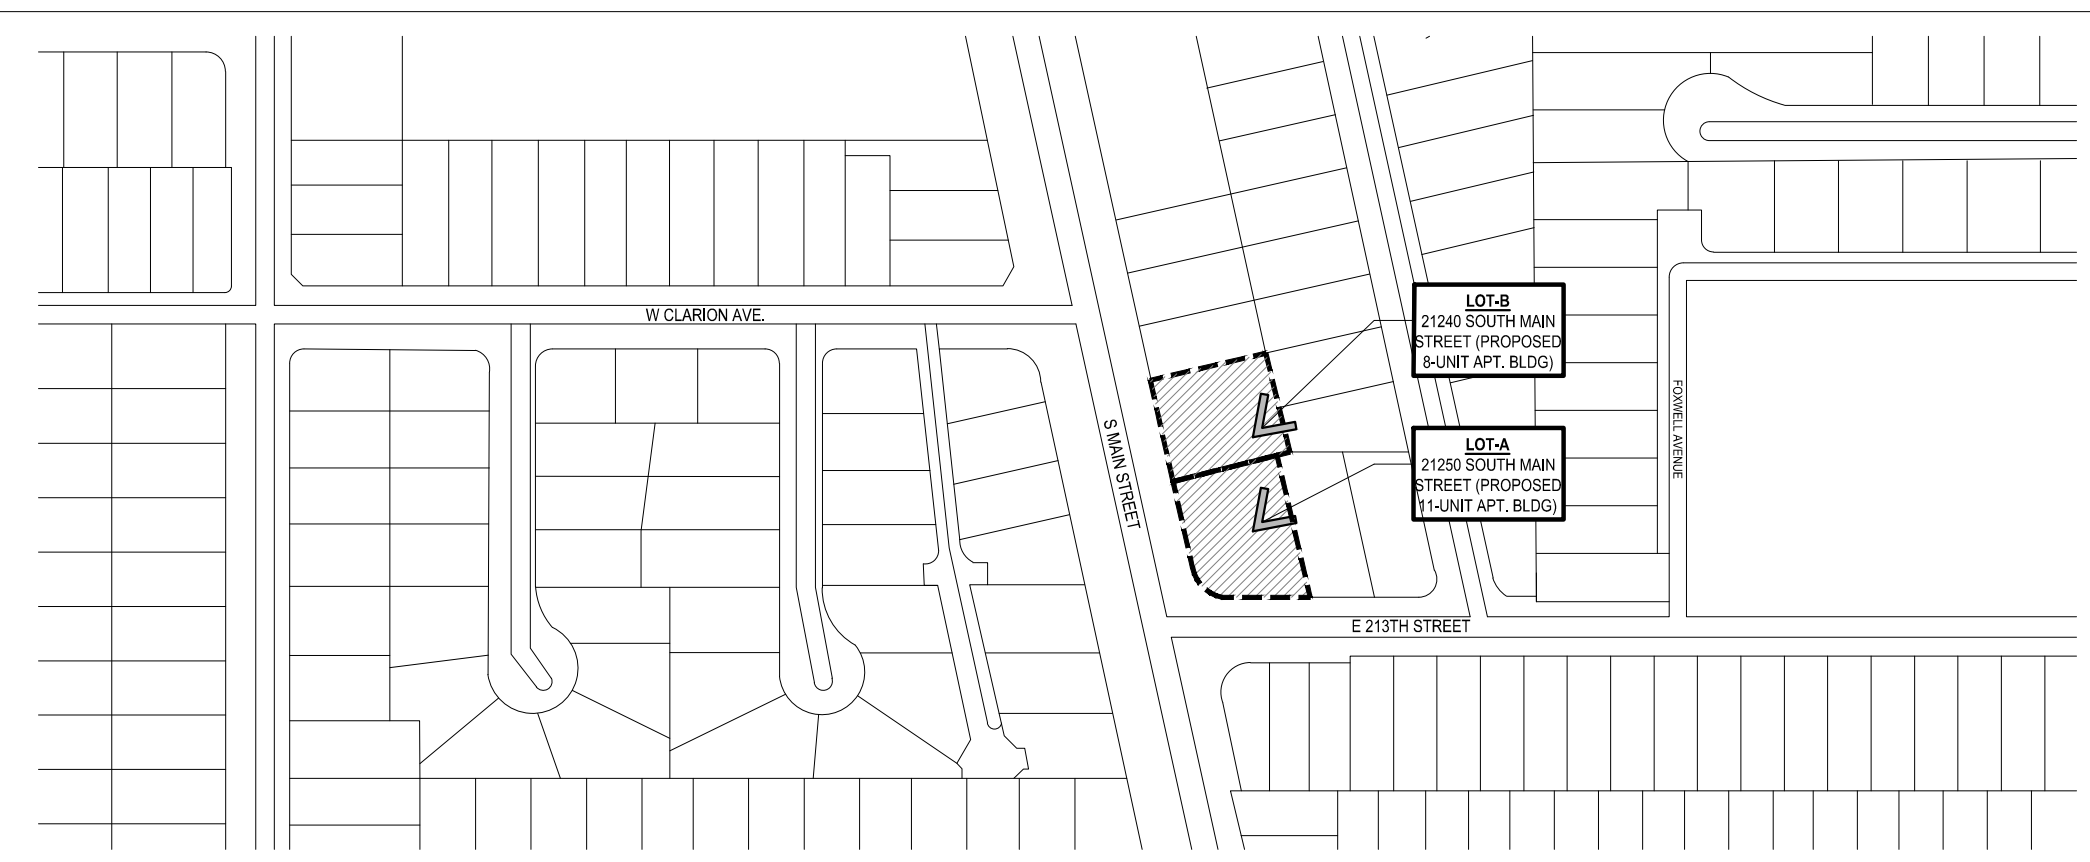 W CLARION AVE.
LOT-B
21240 SOUTH MAIN
STREET (PROPOSED
8-UNIT APT. BLDG)
S MAIN STREET
FOXWELL AVENUE
LOT-A
21250 SOUTH MAIN
STREET (PROPOSED
11-UNIT APT. BLDG)
E 213TH STREET